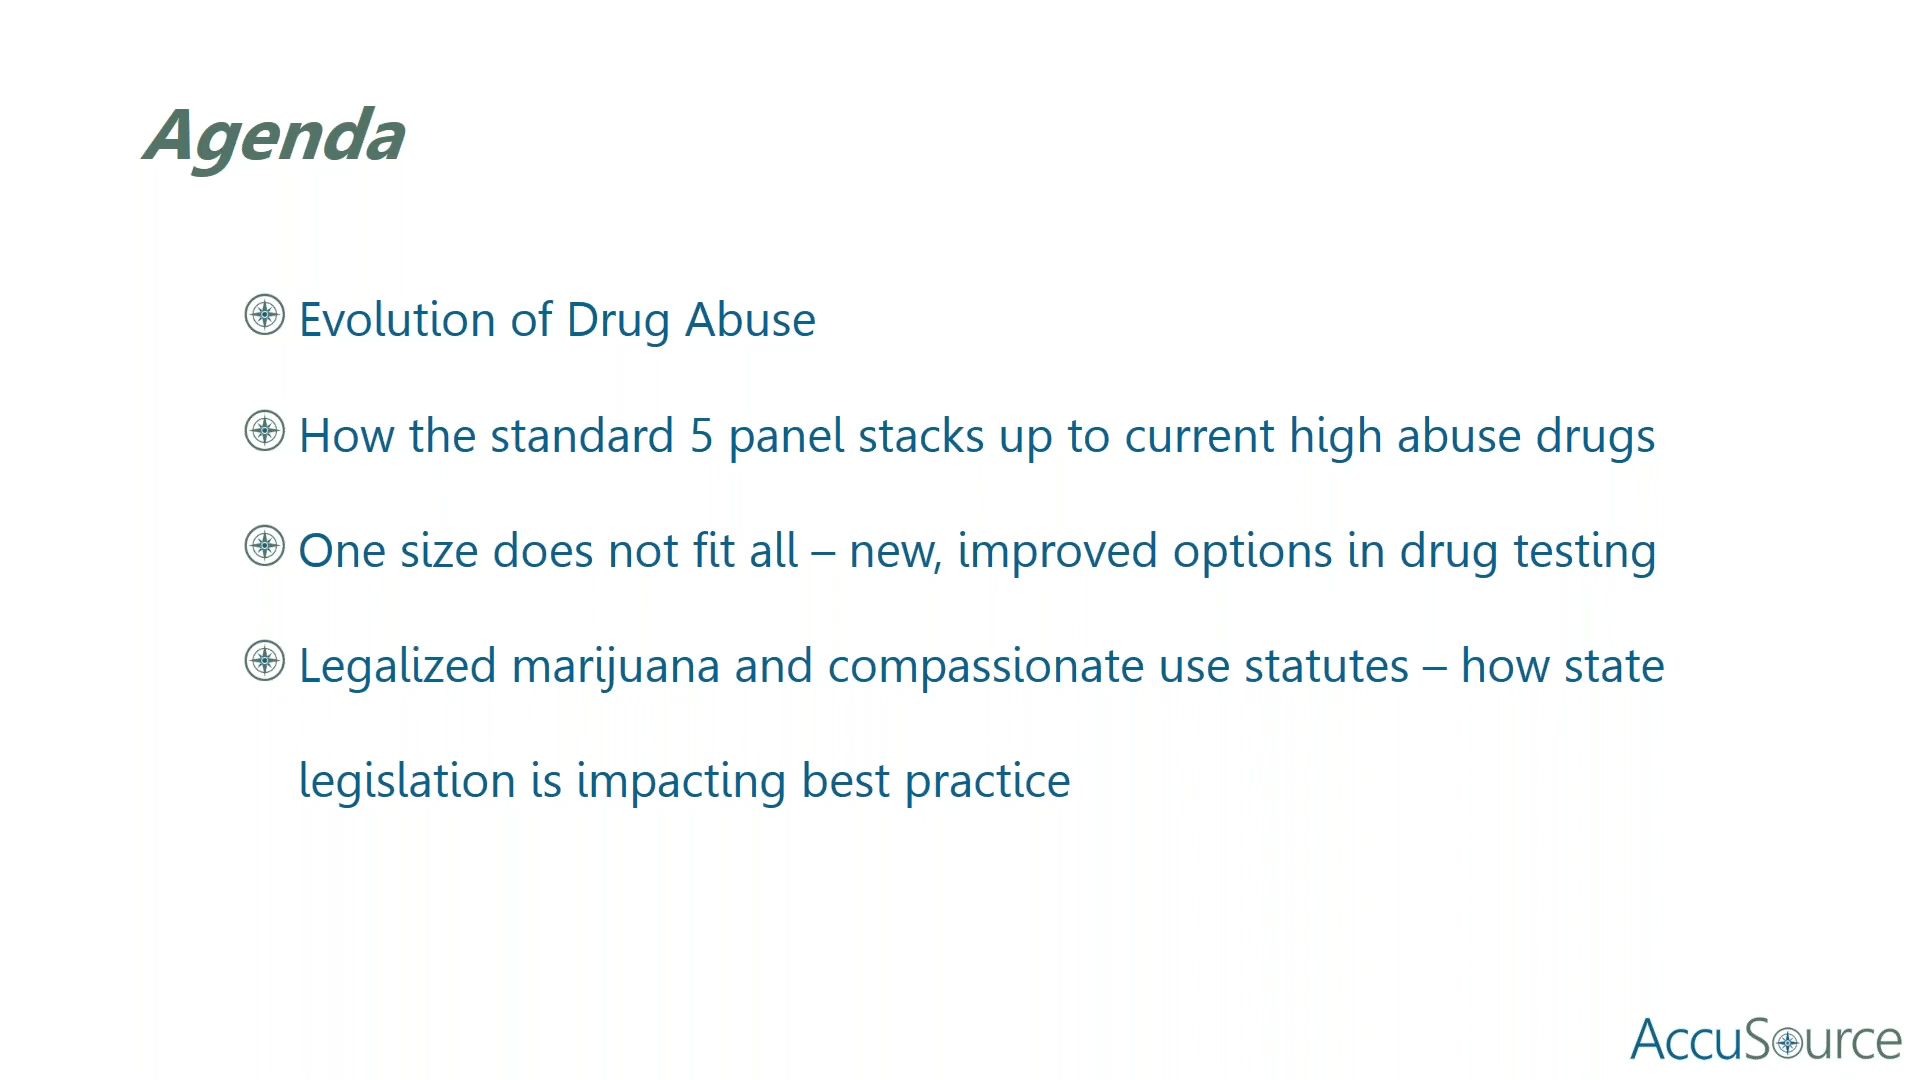 Agenda
Evolution of Drug Abuse
How the standard 5 panel stacks up to current high abuse drugs
One size does not fit all – new, improved options in drug testing
Legalized marijuana and compassionate use statutes – how state
legislation is impacting best practice
AccuSource